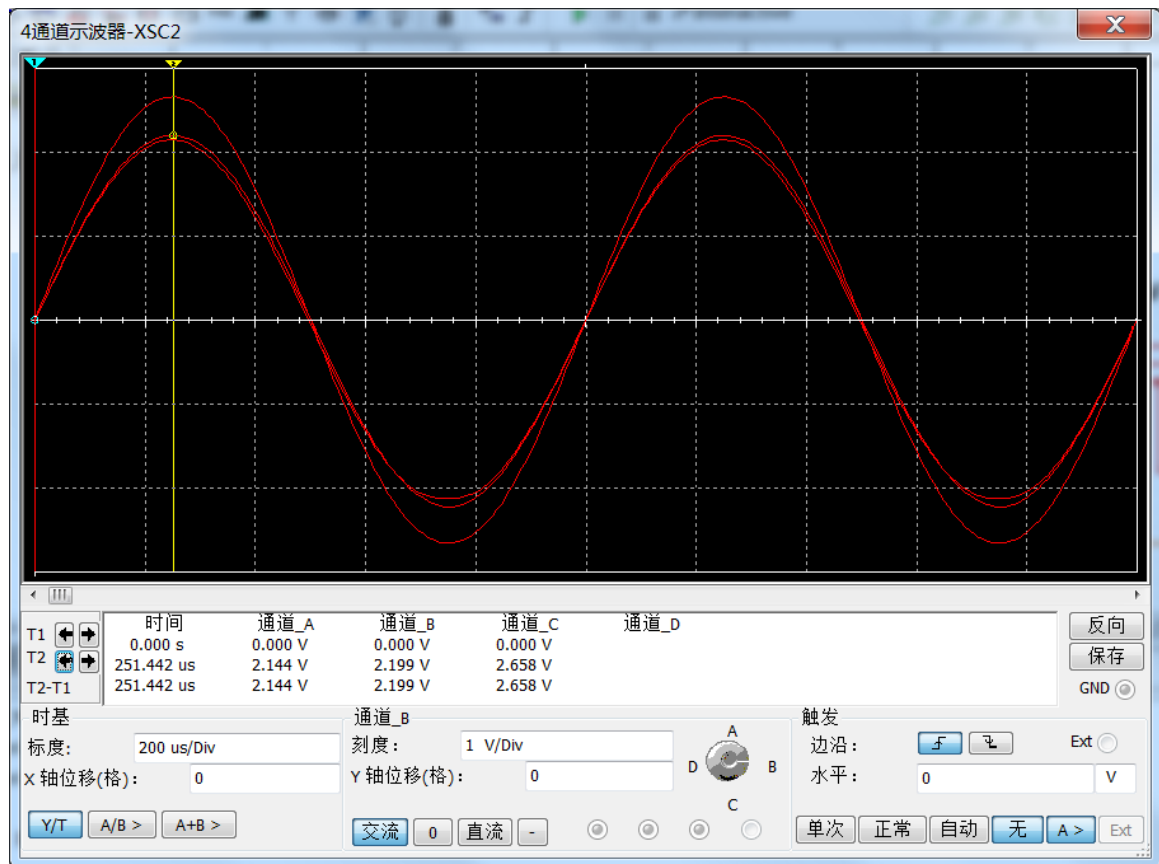 4通道示波器-XSC2
1
2
时间 通道_A 通道_B 通道_C 通道_D
T1 0.000 s 0.000 V 0.000 V 0.000 V
T2 251.442 us 2.144 V 2.199 V 2.658 V
T2-T1 251.442 us 2.144 V 2.199 V 2.658 V
反向
保存
GND
时基
标度: 200 us/Div
X 轴位移(格): 0
Y/T A/B > A+B >
通道_B
刻度: 1 V/Div
Y 轴位移(格): 0
交流 0 直流 -
A
D B
C
触发
边沿: Ext
水平: 0 V
单次 正常 自动 无 A > Ext